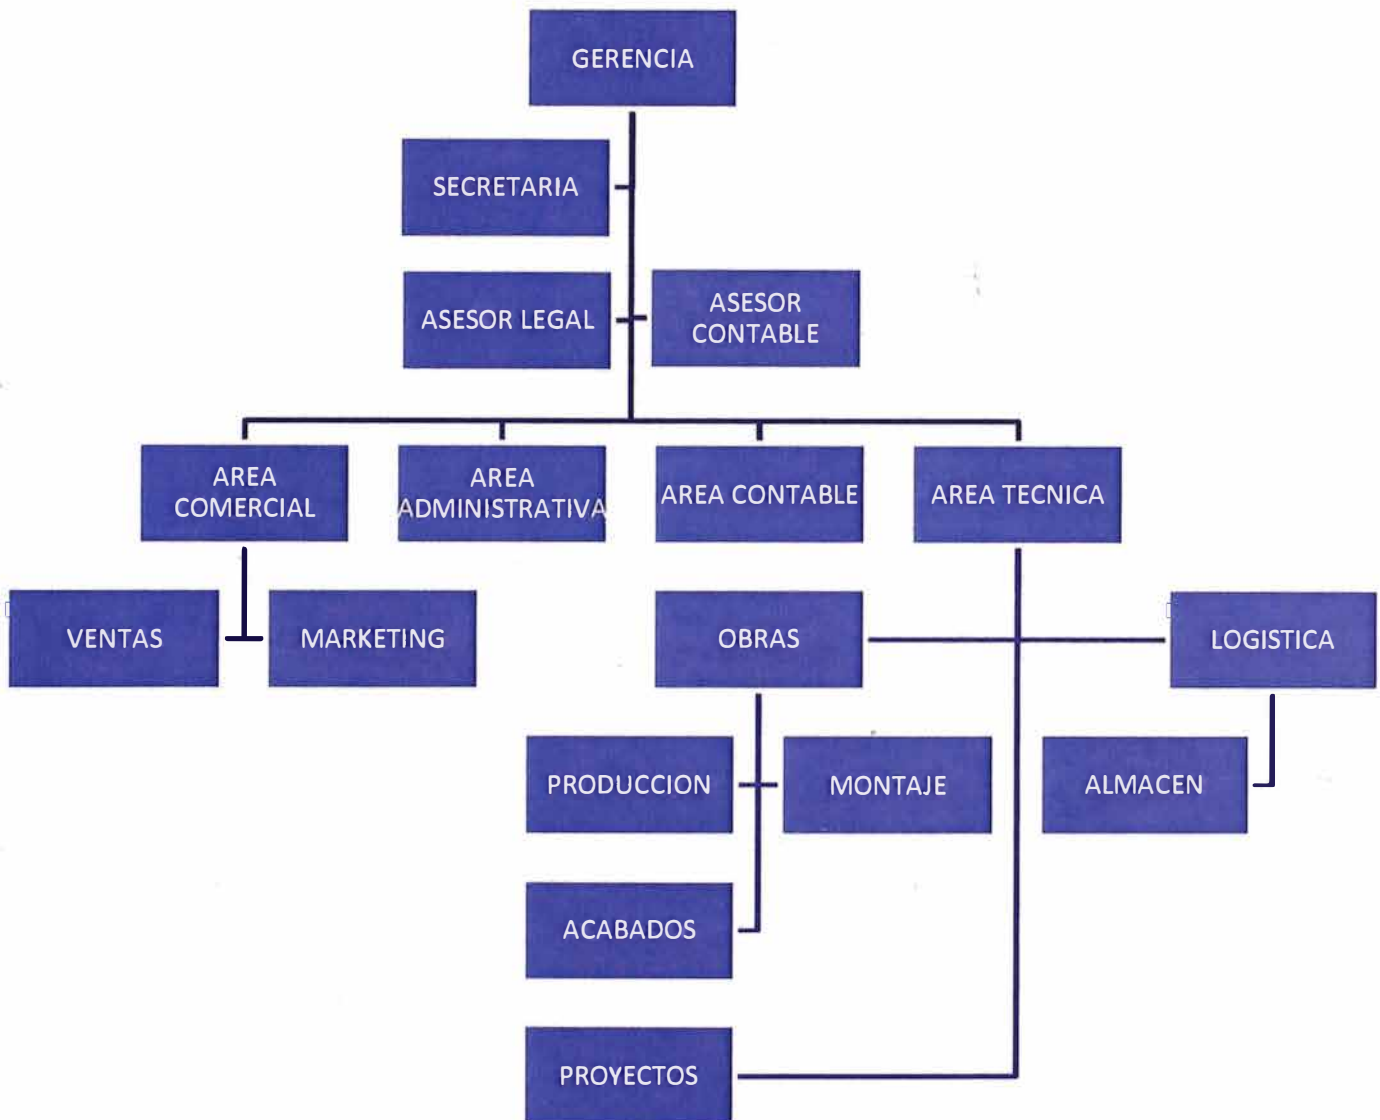 GERENCIA
SECRETARIA
ASESOR LEGAL
ASESOR
CONTABLE
AREA
COMERCIAL
AREA
ADMINISTRATIVA
AREA CONTABLE
AREA TECNICA
VENTAS
MARKETING
OBRAS
LOGISTICA
PRODUCCION
MONTAJE
ALMACEN
ACABADOS
PROYECTOS